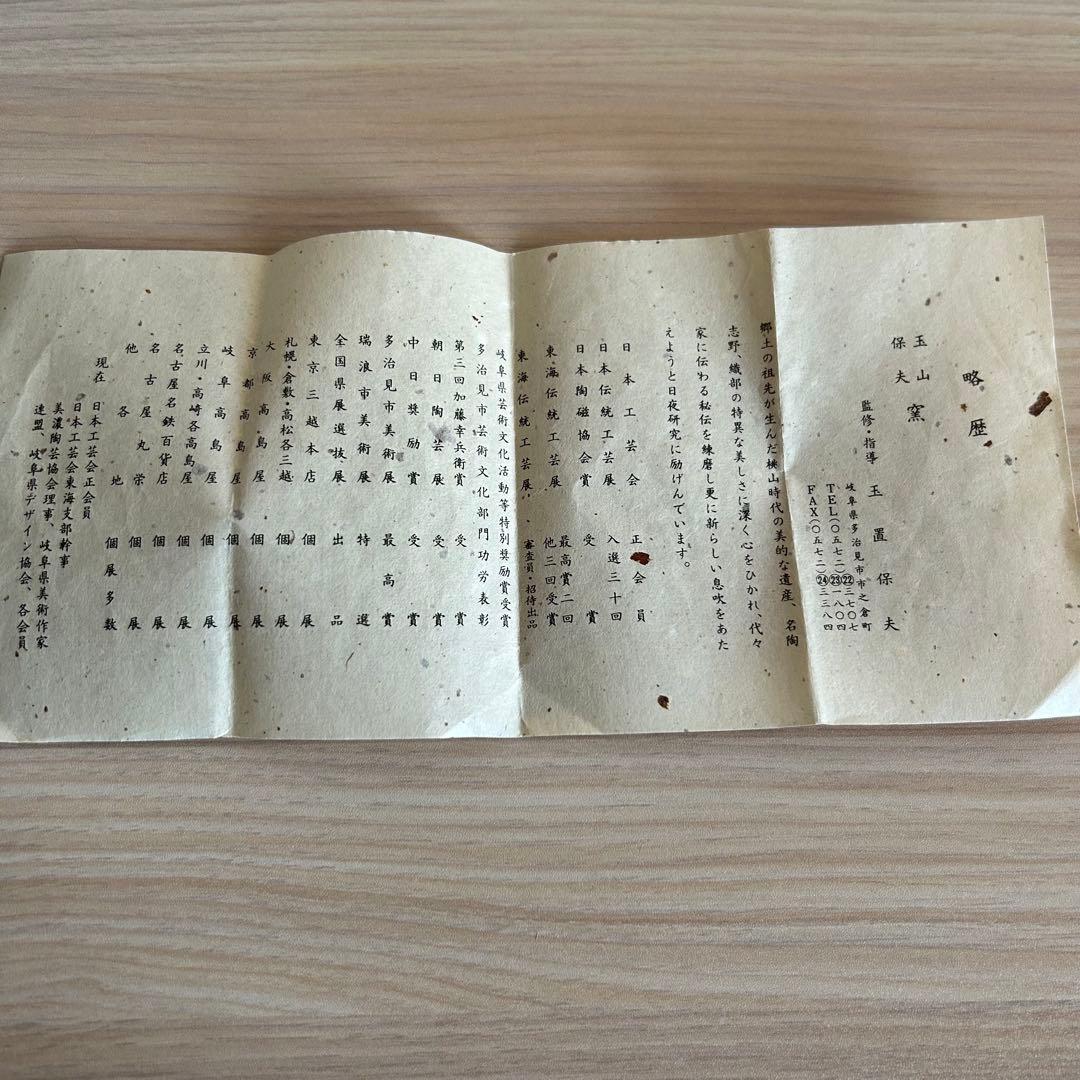 略歴
玉山窯
保夫
監修・指導 玉置保夫
岐阜県多治見市市之倉町
TEL(〇五七二)㉒三七〇七
㉓一八〇四
FAX(〇五七二)㉔三三八四
郷土の祖先が生んだ桃山時代の美的な遺産、名陶
志野、織部の特異な美しさに深く心をひかれ、代々
家に伝わる秘伝を練磨し更に新らしい息吹をあた
えようと日夜研究に励げんでいます。
日本工芸会 正会員
日本伝統工芸展 入選三十回
日本陶磁協会賞 受賞
東海伝統工芸展 最高賞二回
他三回受賞
東海伝統工芸展 審査員・招待出品
岐阜県芸術文化活動等特別奨励賞受賞
多治見市芸術文化部門功労表彰
第三回加藤幸兵衛賞 受賞
朝日陶芸展 受賞
中日奨励賞 受賞
多治見市美術展 最高賞
瑞浪市美術展 特選
全国県展選抜展 出品
東京三越本店 個展
札幌・倉敷・高松各三越 個展
大阪高島屋 個展
京都高島屋 個展
岐阜高島屋 個展
立川・高崎各高島屋 個展
名古屋名鉄百貨店 個展
名古屋丸栄 個展
他各地 個展多数
現在 日本工芸会正会員
日本工芸会東海支部幹事
美濃陶芸協会理事、岐阜県美術作家
連盟 岐阜県デザイン協会 各会員